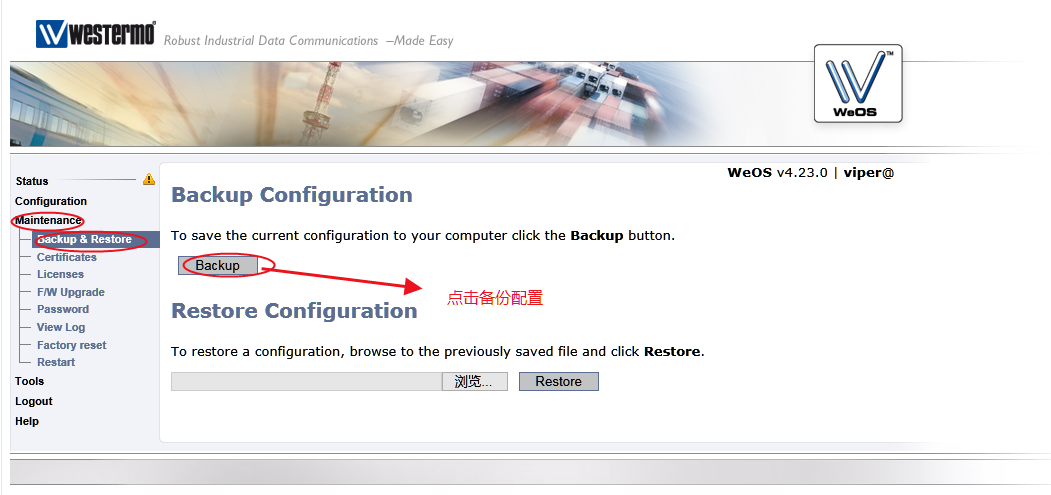 WESTERMO
Robust Industrial Data Communications –Made Easy
WeOS
WeOS v4.23.0 | viper@
Status
Configuration
Maintenance
Backup & Restore
Certificates
Licenses
F/W Upgrade
Password
View Log
Factory reset
Restart
Tools
Logout
Help
Backup Configuration
To save the current configuration to your computer click the Backup button.
Backup
点击备份配置
Restore Configuration
To restore a configuration, browse to the previously saved file and click Restore.
浏览... Restore